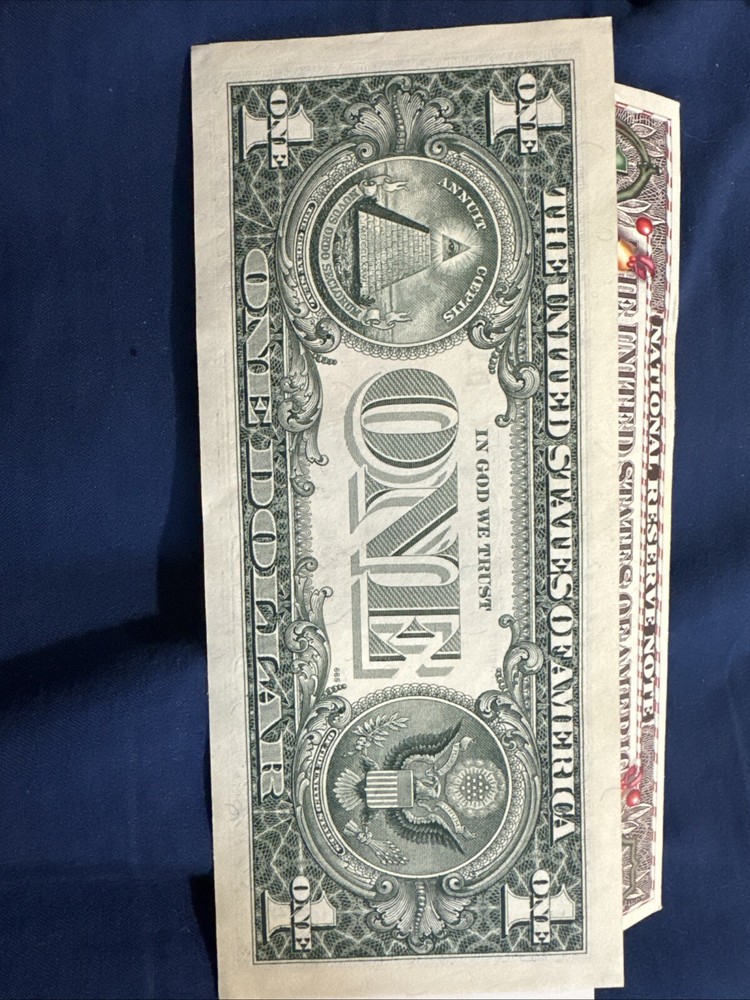 NATIONAL RESERVE NOTE
THE UNITED STATES OF AMERICA
THE UNITED STATES OF AMERICA
ONE
ONE
ANNUIT CŒPTIS
NOVUS ORDO SECLORUM
IN GOD WE TRUST
ONE
ONE
ONE
ONE DOLLAR